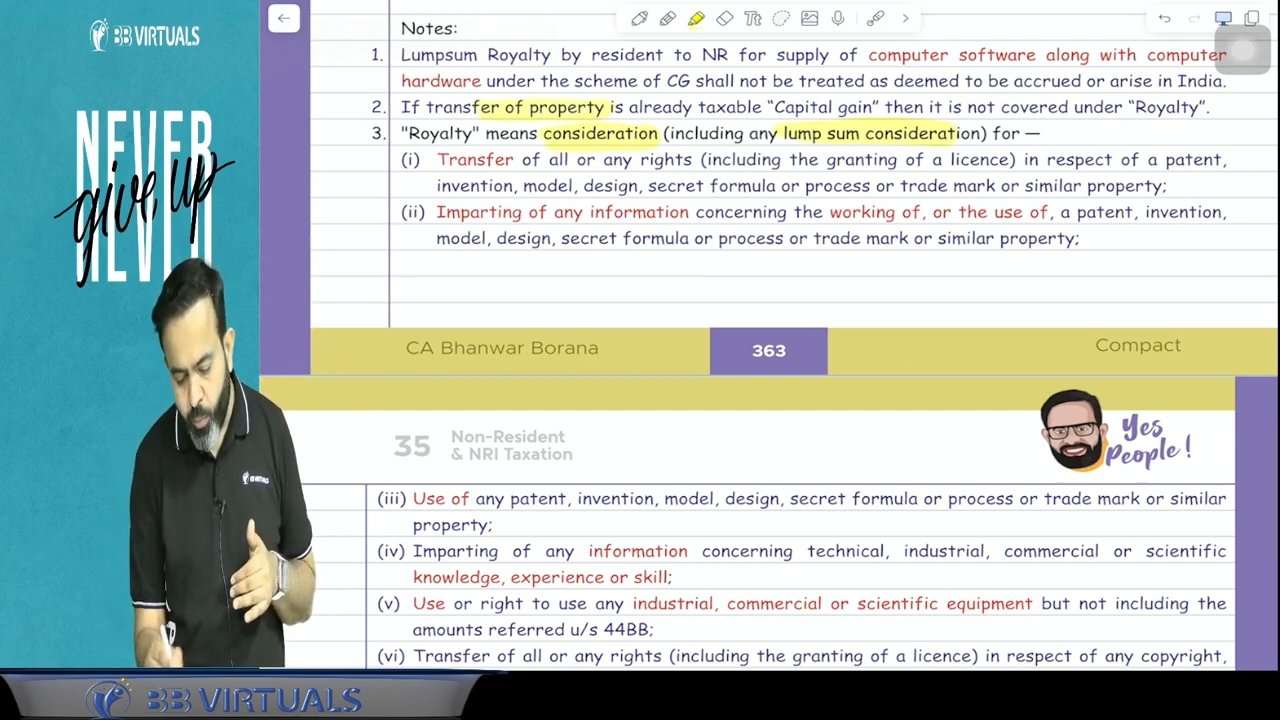 BB VIRTUALS
NEVER
give up
NEVER
Notes:
1. Lumpsum Royalty by resident to NR for supply of computer software along with computer
hardware under the scheme of CG shall not be treated as deemed to be accrued or arise in India.
2. If transfer of property is already taxable “Capital gain” then it is not covered under “Royalty”.
3. "Royalty" means consideration (including any lump sum consideration) for —
(i) Transfer of all or any rights (including the granting of a licence) in respect of a patent,
invention, model, design, secret formula or process or trade mark or similar property;
(ii) Imparting of any information concerning the working of, or the use of, a patent, invention,
model, design, secret formula or process or trade mark or similar property;
CA Bhanwar Borana 363 Compact
35 Non-Resident
& NRI Taxation
Yes
People!
(iii) Use of any patent, invention, model, design, secret formula or process or trade mark or similar
property;
(iv) Imparting of any information concerning technical, industrial, commercial or scientific
knowledge, experience or skill;
(v) Use or right to use any industrial, commercial or scientific equipment but not including the
amounts referred u/s 44BB;
(vi) Transfer of all or any rights (including the granting of a licence) in respect of any copyright,
BB VIRTUALS
BB VIRTUALS